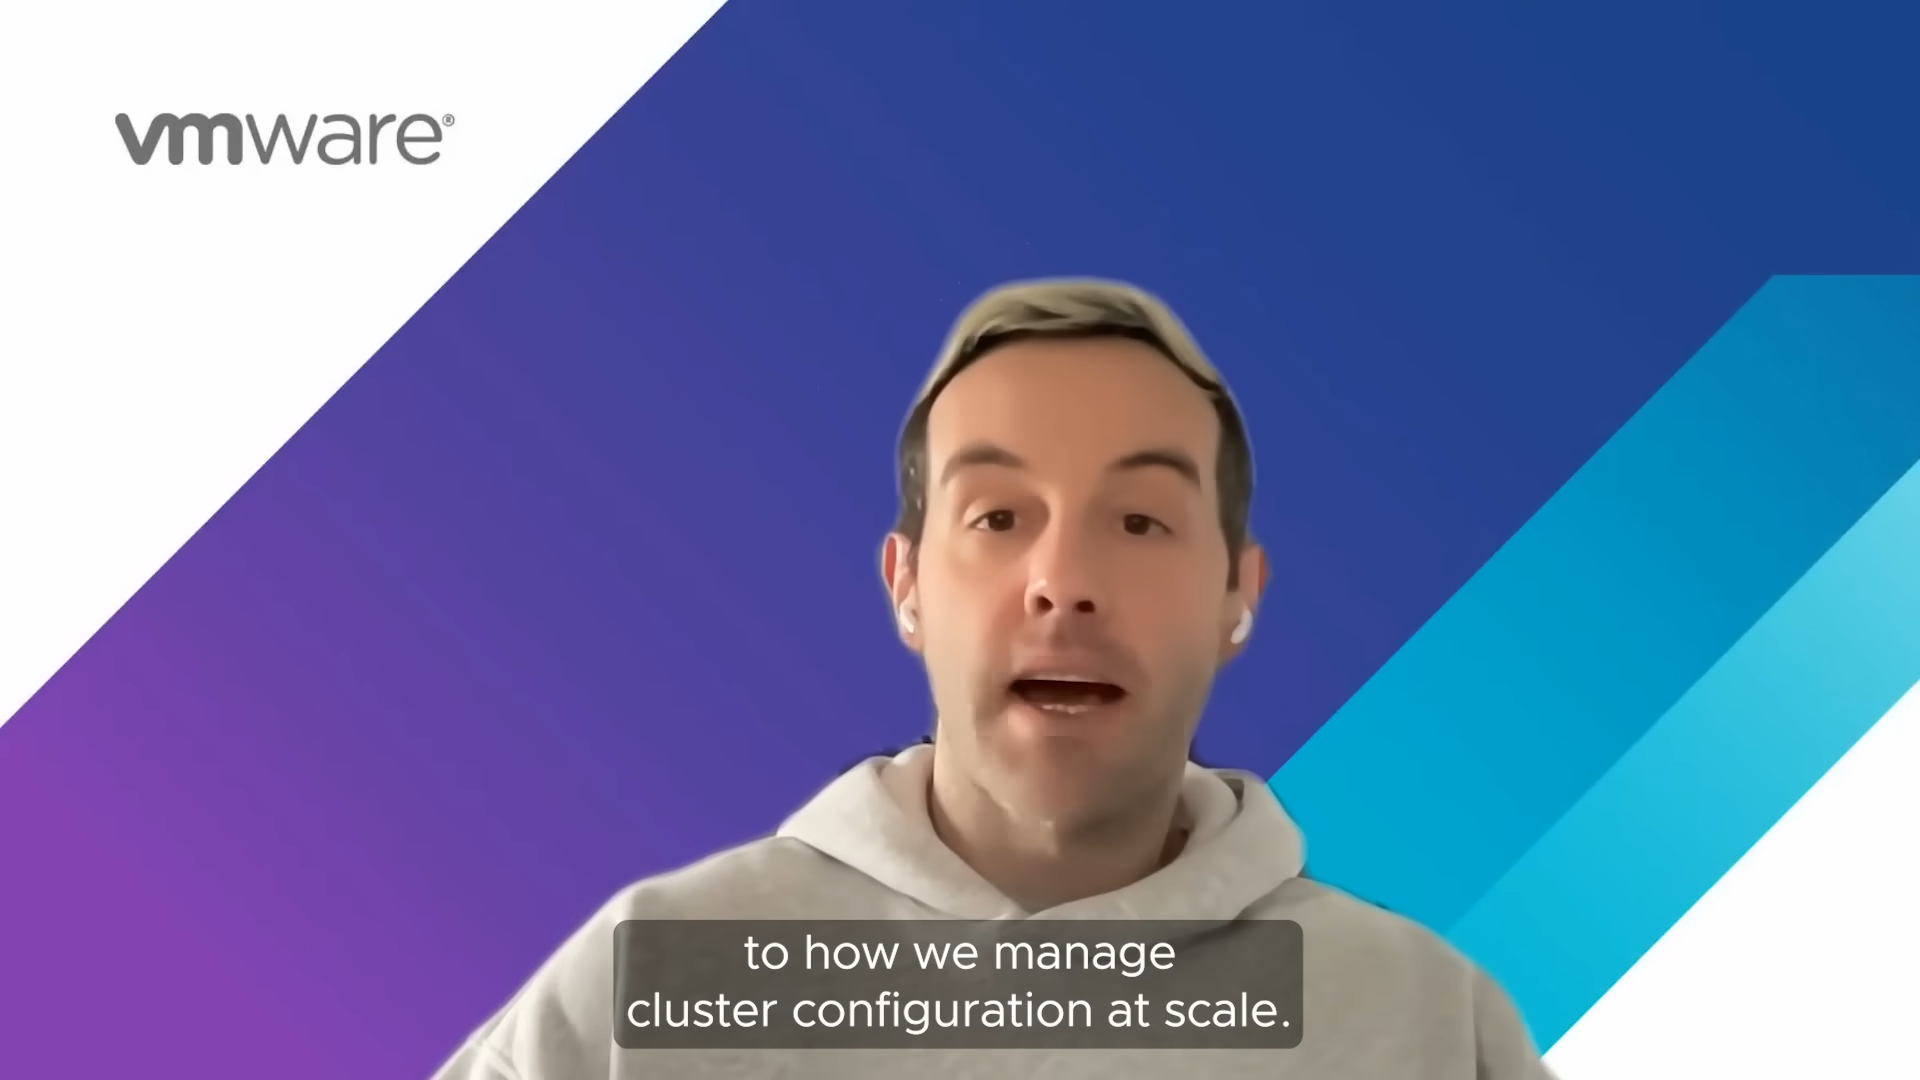 vmware®
to how we manage
cluster configuration at scale.